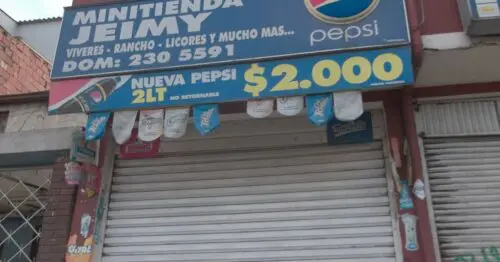 MINITIENDA
JEIMY
VIVERES - RANCHO - LICORES Y MUCHO MAS...
DOM: 230 5591
pepsi
NUEVA PEPSI $2.000
2LT NO RETORNABLE